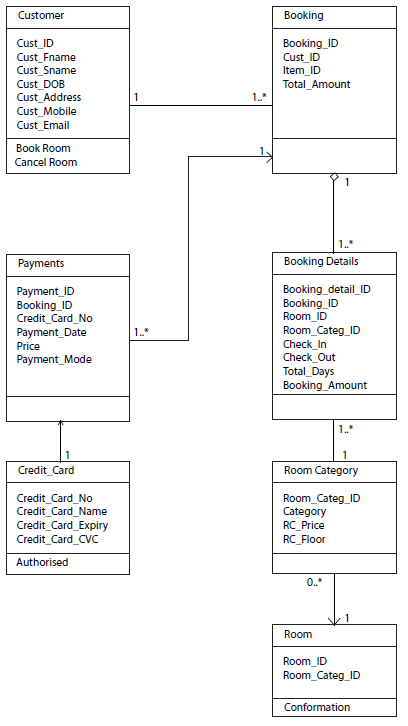 Customer
Cust_ID
Cust_Fname
Cust_Sname
Cust_DOB
Cust_Address
Cust_Mobile
Cust_Email
Book Room
Cancel Room
1
1..*
Booking
Booking_ID
Cust_ID
Item_ID
Total_Amount
1
1
1..*
Payments
Payment_ID
Booking_ID
Credit_Card_No
Payment_Date
Price
Payment_Mode
1..*
Booking Details
Booking_detail_ID
Booking_ID
Room_ID
Room_Categ_ID
Check_In
Check_Out
Total_Days
Booking_Amount
1..*
1
1
Credit_Card
Credit_Card_No
Credit_Card_Name
Credit_Card_Expiry
Credit_Card_CVC
Authorised
Room Category
Room_Categ_ID
Category
RC_Price
RC_Floor
0..*
1
Room
Room_ID
Room_Categ_ID
Conformation